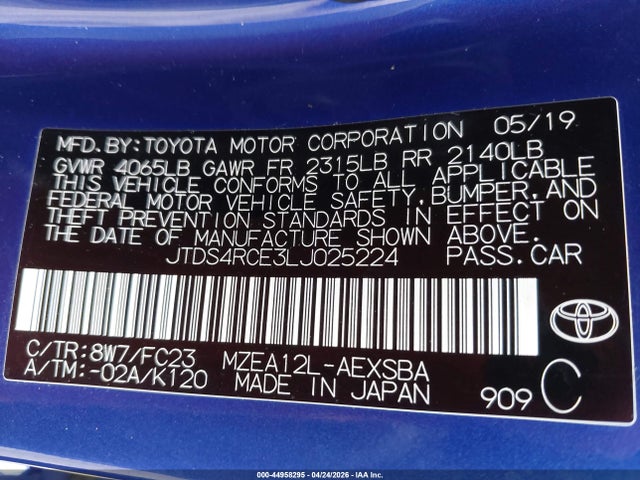 MFD.BY:TOYOTA MOTOR CORPORATION 05/19
GVWR 4065LB GAWR FR 2315LB RR 2140LB
THIS VEHICLE CONFORMS TO ALL APPLICABLE
FEDERAL MOTOR VEHICLE SAFETY,BUMPER,AND
THEFT PREVENTION STANDARDS IN EFFECT ON
THE DATE OF MANUFACTURE SHOWN ABOVE.
JTDS4RCE3LJ025224 PASS.CAR
C/TR:8W7/FC23 MZEA12L-AEXSBA
A/TM:-02A/K120 MADE IN JAPAN
909 C
000-44958295 - 04/24/2026 - IAA Inc.